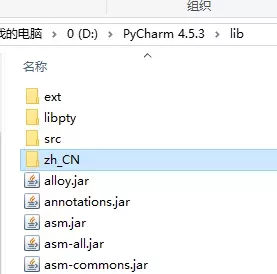 组织
我的电脑 › 0 (D:) › PyCharm 4.5.3 › lib
名称
ext
libpty
src
zh_CN
alloy.jar
annotations.jar
asm.jar
asm-all.jar
asm-commons.jar